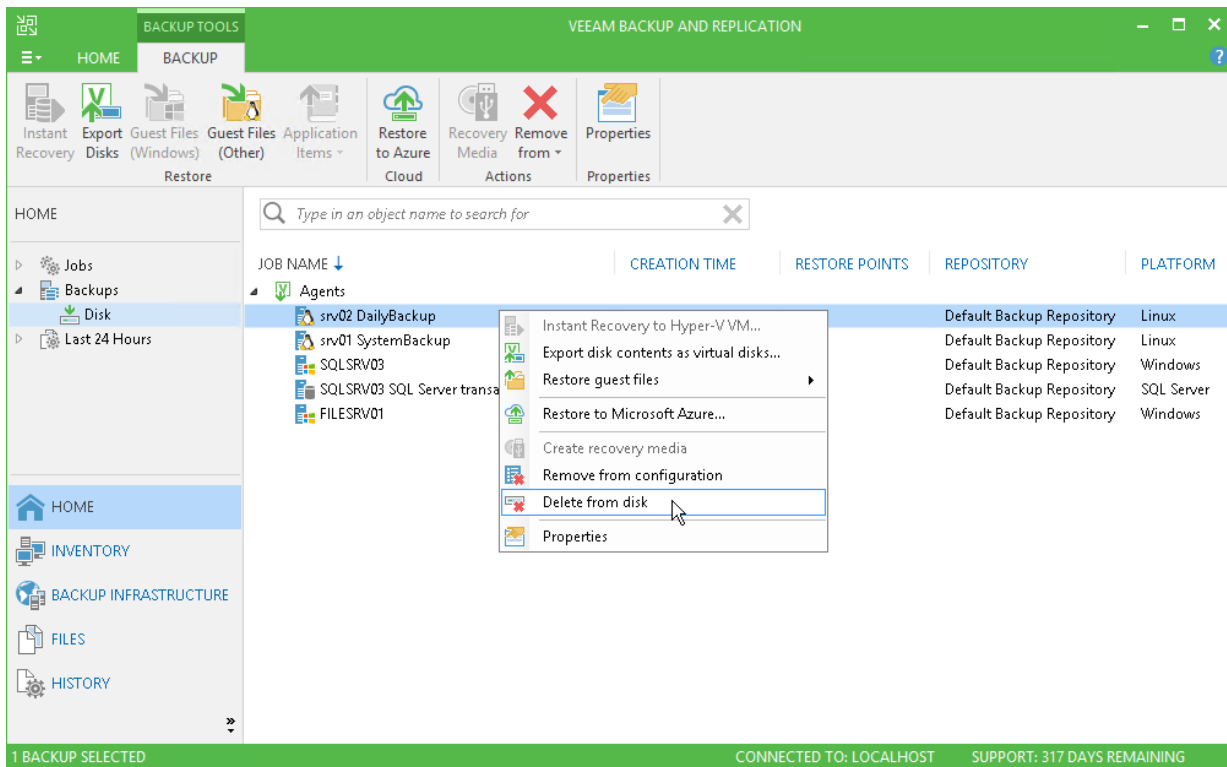 BACKUP TOOLS
VEEAM BACKUP AND REPLICATION
HOME
BACKUP
Instant Recovery
Export Disks
Guest Files (Windows)
Guest Files (Other)
Application Items
Restore
Restore to Azure
Cloud
Recovery Media
Remove from
Actions
Properties
Properties
HOME
Type in an object name to search for
Jobs
Backups
Disk
Last 24 Hours
JOB NAME CREATION TIME RESTORE POINTS REPOSITORY PLATFORM
Agents
srv02 DailyBackup Default Backup Repository Linux
srv01 SystemBackup Default Backup Repository Linux
SQLSRV03 Default Backup Repository Windows
SQLSRV03 SQL Server transa Default Backup Repository SQL Server
FILESRV01 Default Backup Repository Windows
Instant Recovery to Hyper-V VM...
Export disk contents as virtual disks...
Restore guest files
Restore to Microsoft Azure...
Create recovery media
Remove from configuration
Delete from disk
Properties
HOME
INVENTORY
BACKUP INFRASTRUCTURE
FILES
HISTORY
1 BACKUP SELECTED
CONNECTED TO: LOCALHOST
SUPPORT: 317 DAYS REMAINING